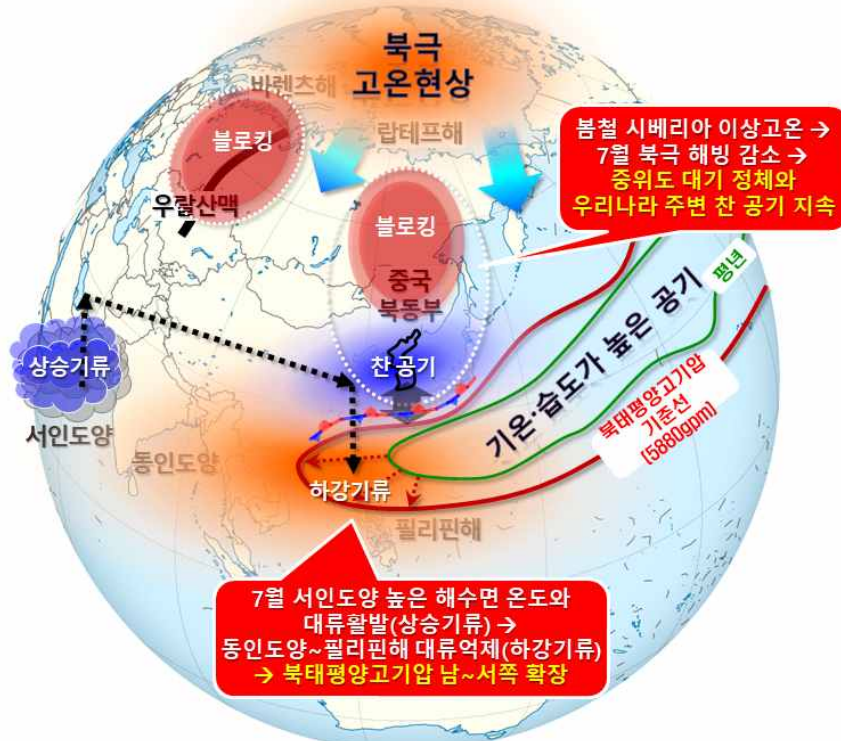 북극
고온현상
바렌츠해
랍테프해
블로킹
우랄산맥
봄철 시베리아 이상고온 →
7월 북극 해빙 감소 →
중위도 대기 정체와
우리나라 주변 찬 공기 지속
블로킹
중국
북동부
찬 공기
상승기류
서인도양
동인도양
하강기류
필리핀해
기온·습도가 높은 공기
평년
북태평양고기압
기준선
(5880gpm)
7월 서인도양 높은 해수면 온도와
대류활발(상승기류) →
동인도양~필리핀해 대류억제(하강기류)
→ 북태평양고기압 남~서쪽 확장